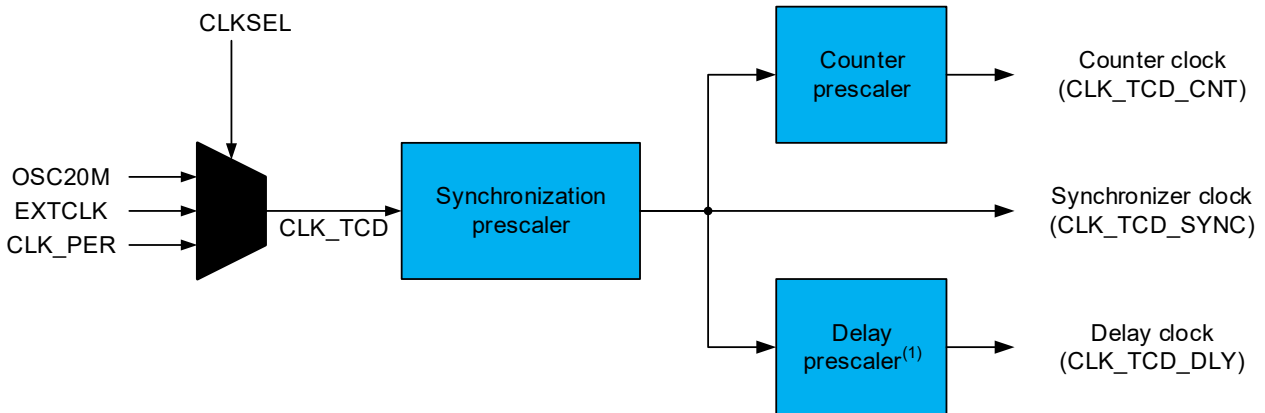 CLKSEL
OSC20M
EXTCLK
CLK_PER
CLK_TCD
Synchronization
prescaler
Counter
prescaler
Counter clock
(CLK_TCD_CNT)
Synchronizer clock
(CLK_TCD_SYNC)
Delay
prescaler(1)
Delay clock
(CLK_TCD_DLY)